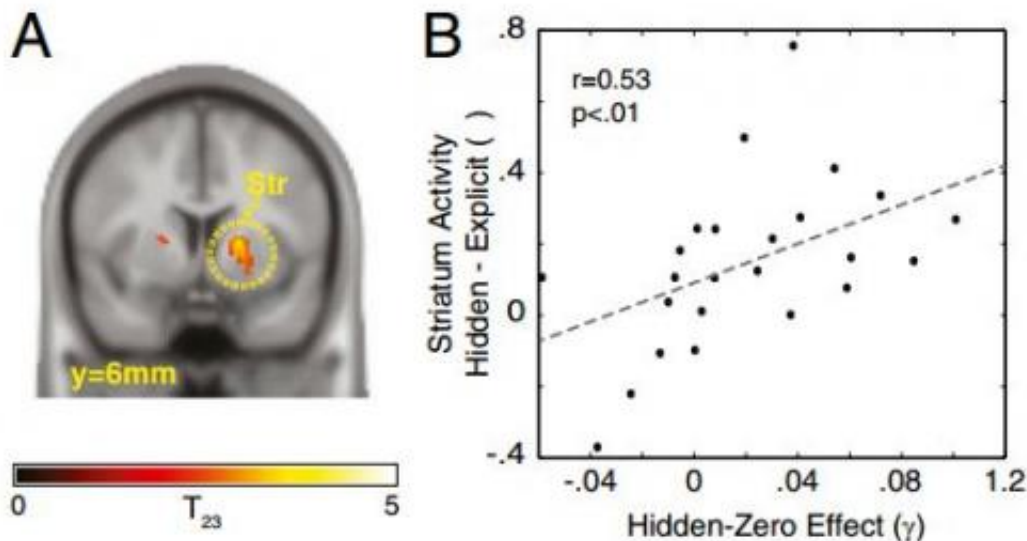 A
Str
y=6mm
0 5
T23
B
r=0.53
p<.01
Striatum Activity
Hidden - Explicit ( )
.8
.4
0
-.4
-.04 0 .04 .08 1.2
Hidden-Zero Effect (γ)